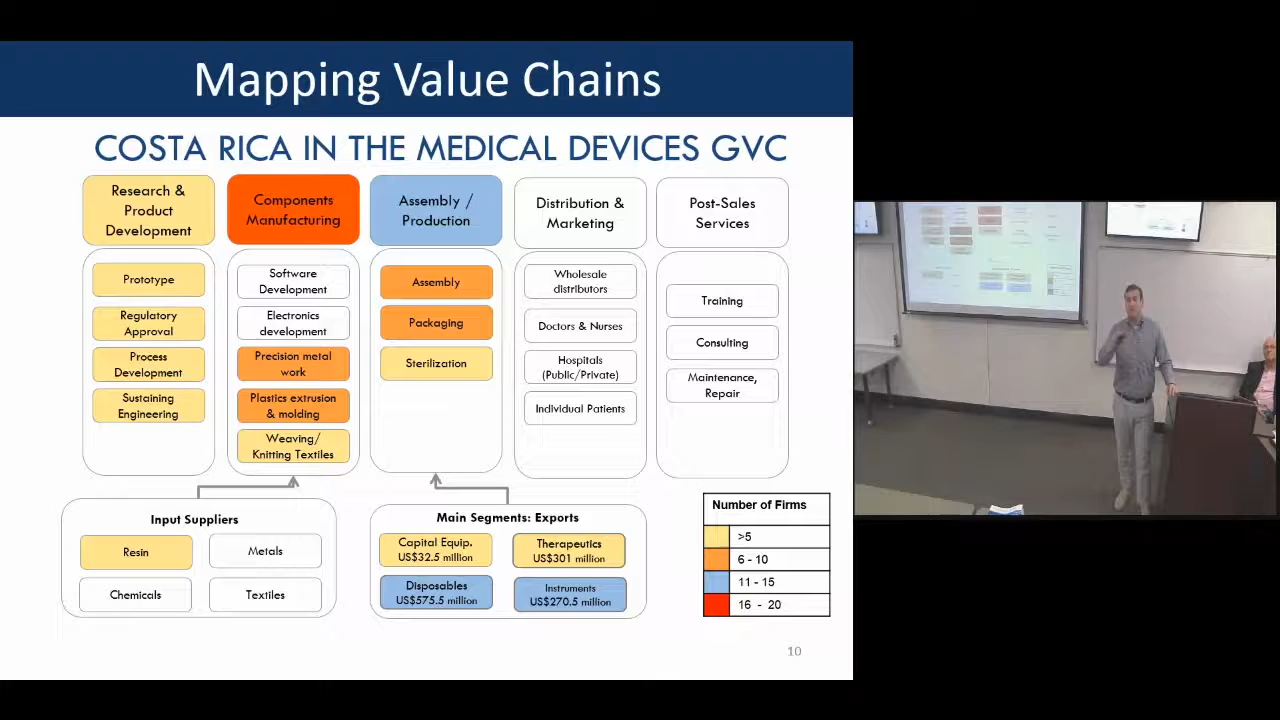 Mapping Value Chains
COSTA RICA IN THE MEDICAL DEVICES GVC
Research &
Product
Development
Prototype
Regulatory
Approval
Process
Development
Sustaining
Engineering
Components
Manufacturing
Software
Development
Electronics
development
Precision metal
work
Plastics extrusion
& molding
Weaving/
Knitting Textiles
Assembly /
Production
Assembly
Packaging
Sterilization
Distribution &
Marketing
Wholesale
distributors
Doctors & Nurses
Hospitals
(Public/Private)
Individual Patients
Post-Sales
Services
Training
Consulting
Maintenance,
Repair
Input Suppliers
Resin
Metals
Chemicals
Textiles
Main Segments: Exports
Capital Equip.
US$32.5 million
Therapeutics
US$301 million
Disposables
US$575.5 million
Instruments
US$270.5 million
Number of Firms
>5
6 - 10
11 - 15
16 - 20
10